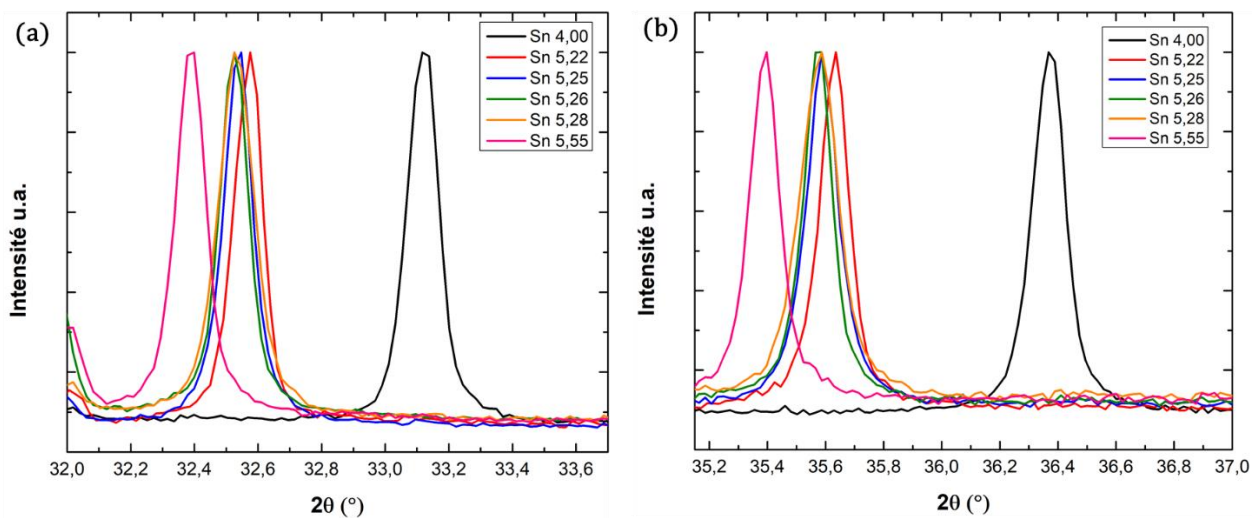 (a)
Sn 4,00
Sn 5,22
Sn 5,25
Sn 5,26
Sn 5,28
Sn 5,55
Intensité u.a.
32,0 32,2 32,4 32,6 32,8 33,0 33,2 33,4 33,6
2θ (°)
(b)
Sn 4,00
Sn 5,22
Sn 5,25
Sn 5,26
Sn 5,28
Sn 5,55
Intensité u.a.
35,2 35,4 35,6 35,8 36,0 36,2 36,4 36,6 36,8 37,0
2θ (°)